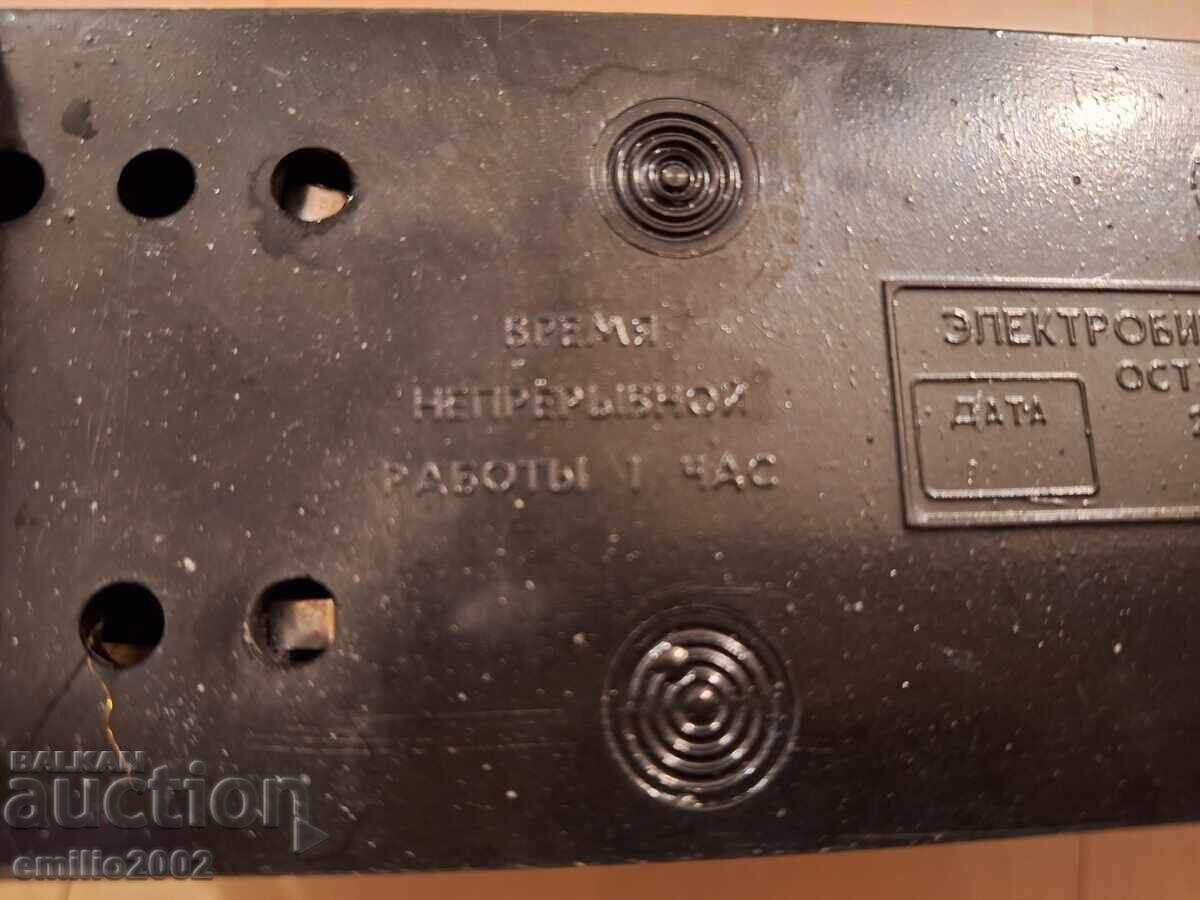 ВРЕМЯ
НЕПРЕРЫВНОЙ
РАБОТЫ 1 ЧАС
ЭЛЕКТРОБИ
ОСТ
ДАТА
BALKAN
auction
emilio2002